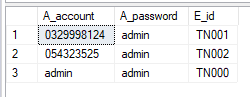 A_account A_password E_id
1 0329998124 admin TN001
2 054323525 admin TN002
3 admin admin TN000